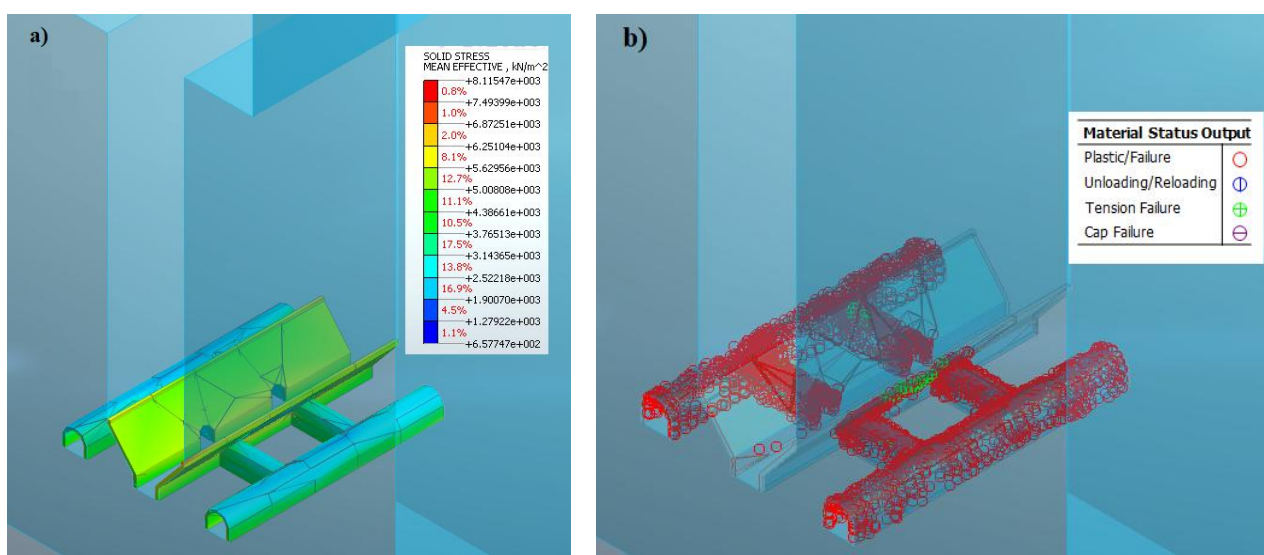 a)
SOLID STRESS
MEAN EFFECTIVE , kN/m^2
+8.11547e+003
0.8%
+7.49399e+003
1.0%
+6.87251e+003
2.0%
+6.25104e+003
8.1%
+5.62956e+003
12.7%
+5.00808e+003
11.1%
+4.38661e+003
10.5%
+3.76513e+003
17.5%
+3.14365e+003
13.8%
+2.52218e+003
16.9%
+1.90070e+003
4.5%
+1.27922e+003
1.1%
+6.57747e+002
b)
Material Status Output
Plastic/Failure
Unloading/Reloading
Tension Failure
Cap Failure